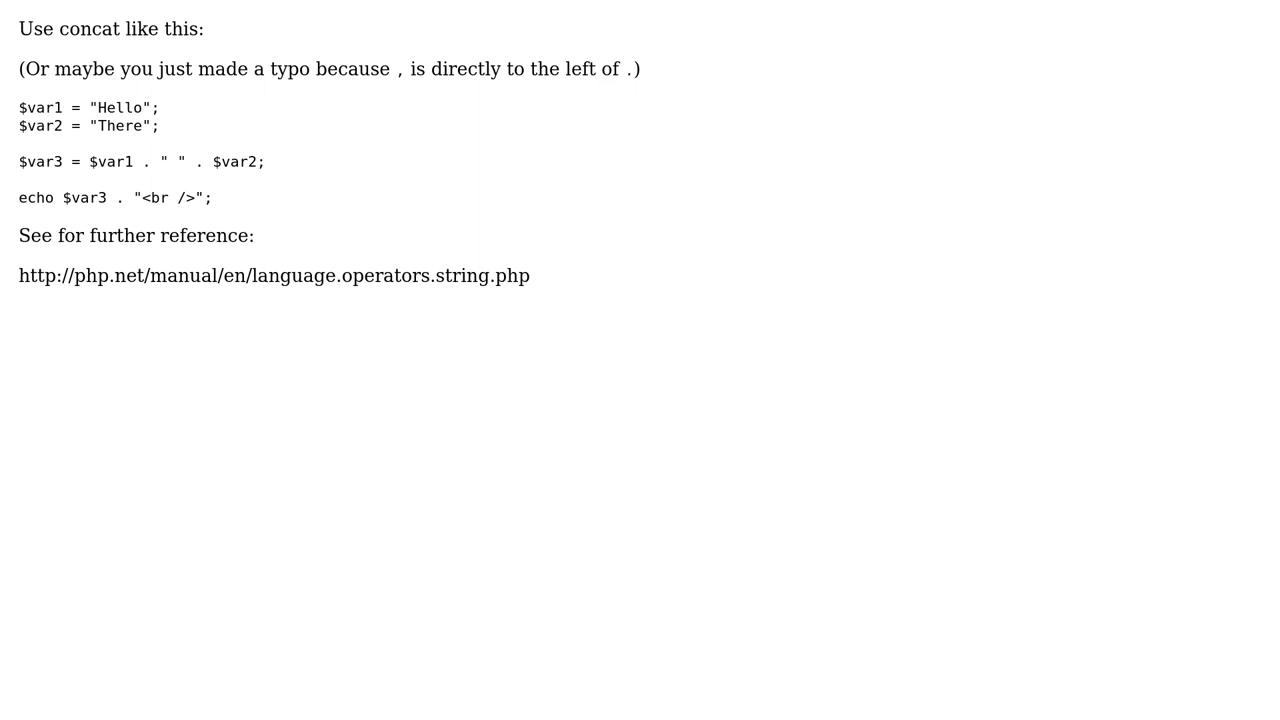 Use concat like this:
(Or maybe you just made a typo because , is directly to the left of .)
$var1 = "Hello";
$var2 = "There";
$var3 = $var1 . " " . $var2;
echo $var3 . "<br />";
See for further reference:
http://php.net/manual/en/language.operators.string.php